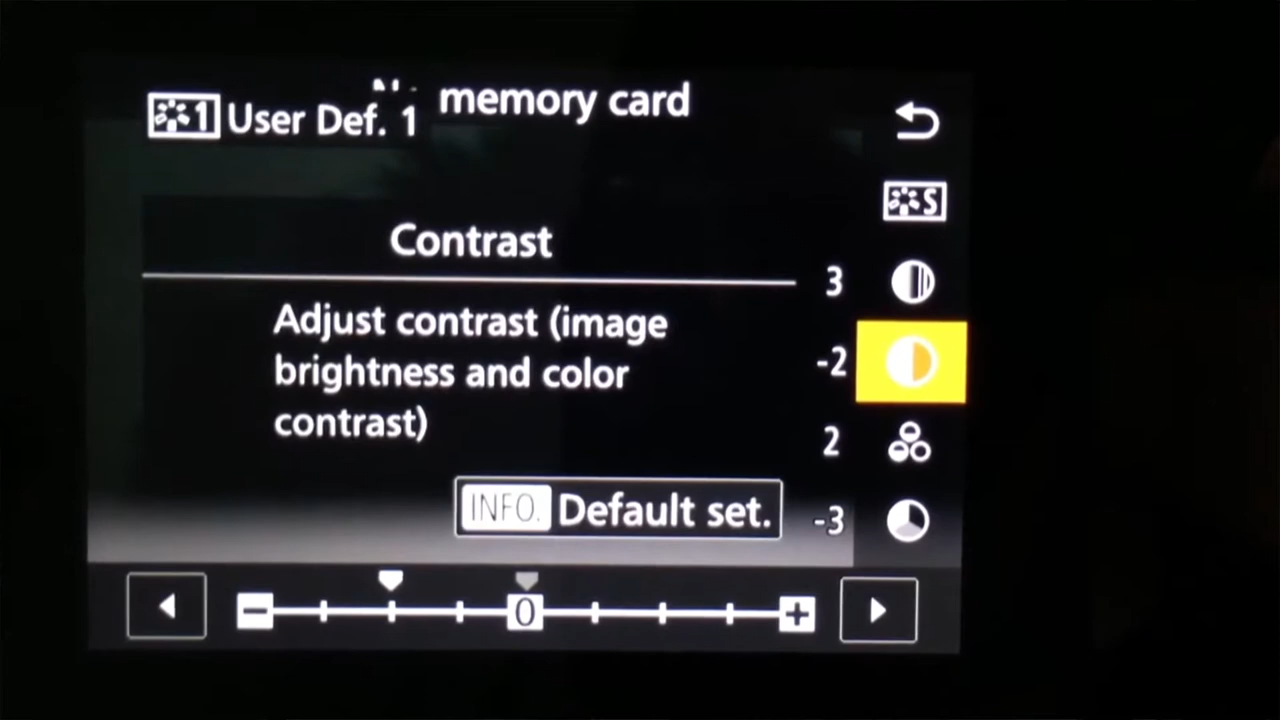 memory card
1 User Def. 1
S
Contrast
3
Adjust contrast (image
brightness and color
contrast)
-2
2
INFO. Default set.
-3
− 0 +